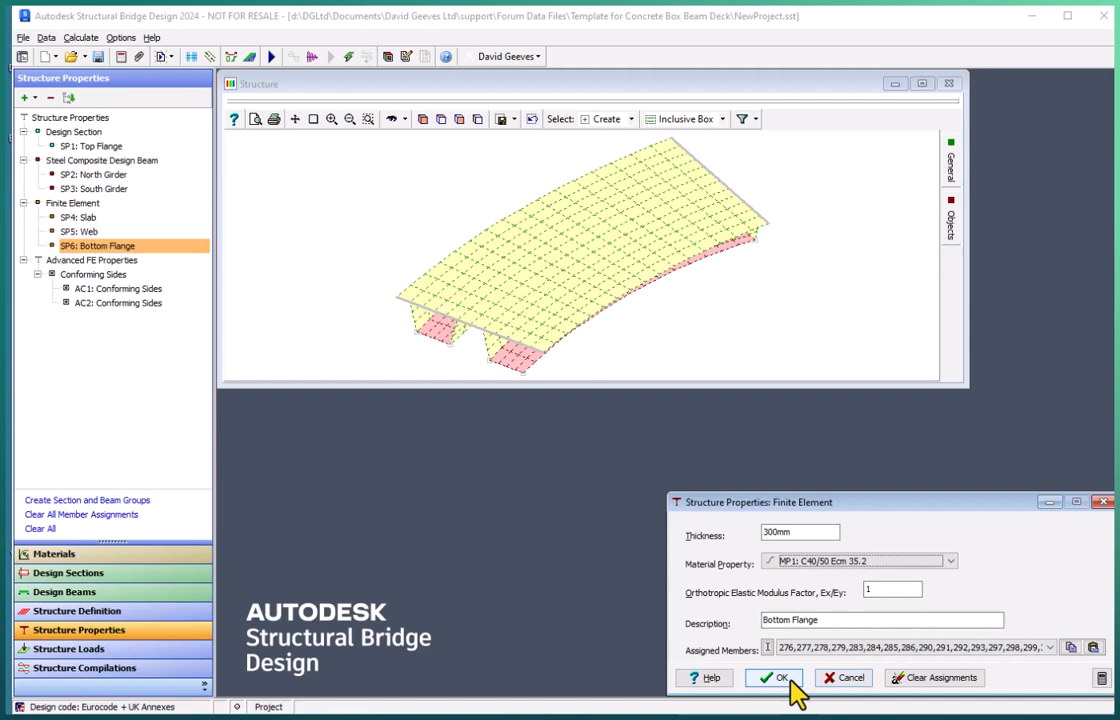 Autodesk Structural Bridge Design 2024 - NOT FOR RESALE - [d:\DGLtd\Documents\David Geeves Ltd\support\Forum Data Files\Template for Concrete Box Beam Deck\NewProject.sst]
File Data Calculate Options Help
David Geeves
Structure Properties
Structure Properties
Design Section
SP1: Top Flange
Steel Composite Design Beam
SP2: North Girder
SP3: South Girder
Finite Element
SP4: Slab
SP5: Web
SP6: Bottom Flange
Advanced FE Properties
Conforming Sides
AC1: Conforming Sides
AC2: Conforming Sides
Create Section and Beam Groups
Clear All Member Assignments
Clear All
Materials
Design Sections
Design Beams
Structure Definition
Structure Properties
Structure Loads
Structure Compilations
Structure
Select: Create Inclusive Box
General
Objects
AUTODESK
Structural Bridge
Design
Structure Properties: Finite Element
Thickness: 300mm
Material Property: MP1: C40/50 Ecm 35.2
Orthotropic Elastic Modulus Factor, Ex/Ey: 1
Description: Bottom Flange
Assigned Members: 276,277,278,279,283,284,285,286,290,291,292,293,297,298,299,
Help OK Cancel Clear Assignments
Design code: Eurocode + UK Annexes Project